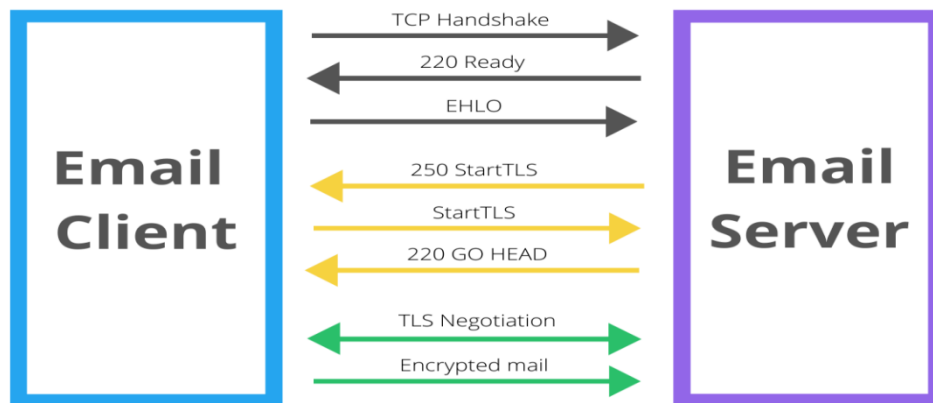 TCP Handshake
220 Ready
EHLO
Email
Client
250 StartTLS
StartTLS
220 GO HEAD
Email
Server
TLS Negotiation
Encrypted mail